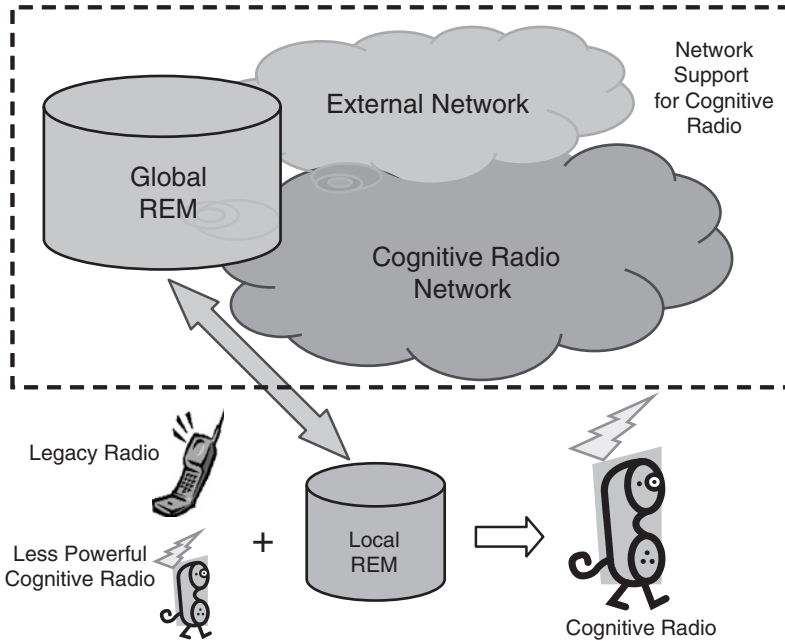 External Network
Network
Support
for Cognitive
Radio
Global
REM
Cognitive Radio
Network
Legacy Radio
Less Powerful
Cognitive Radio
+
Local
REM
Cognitive Radio